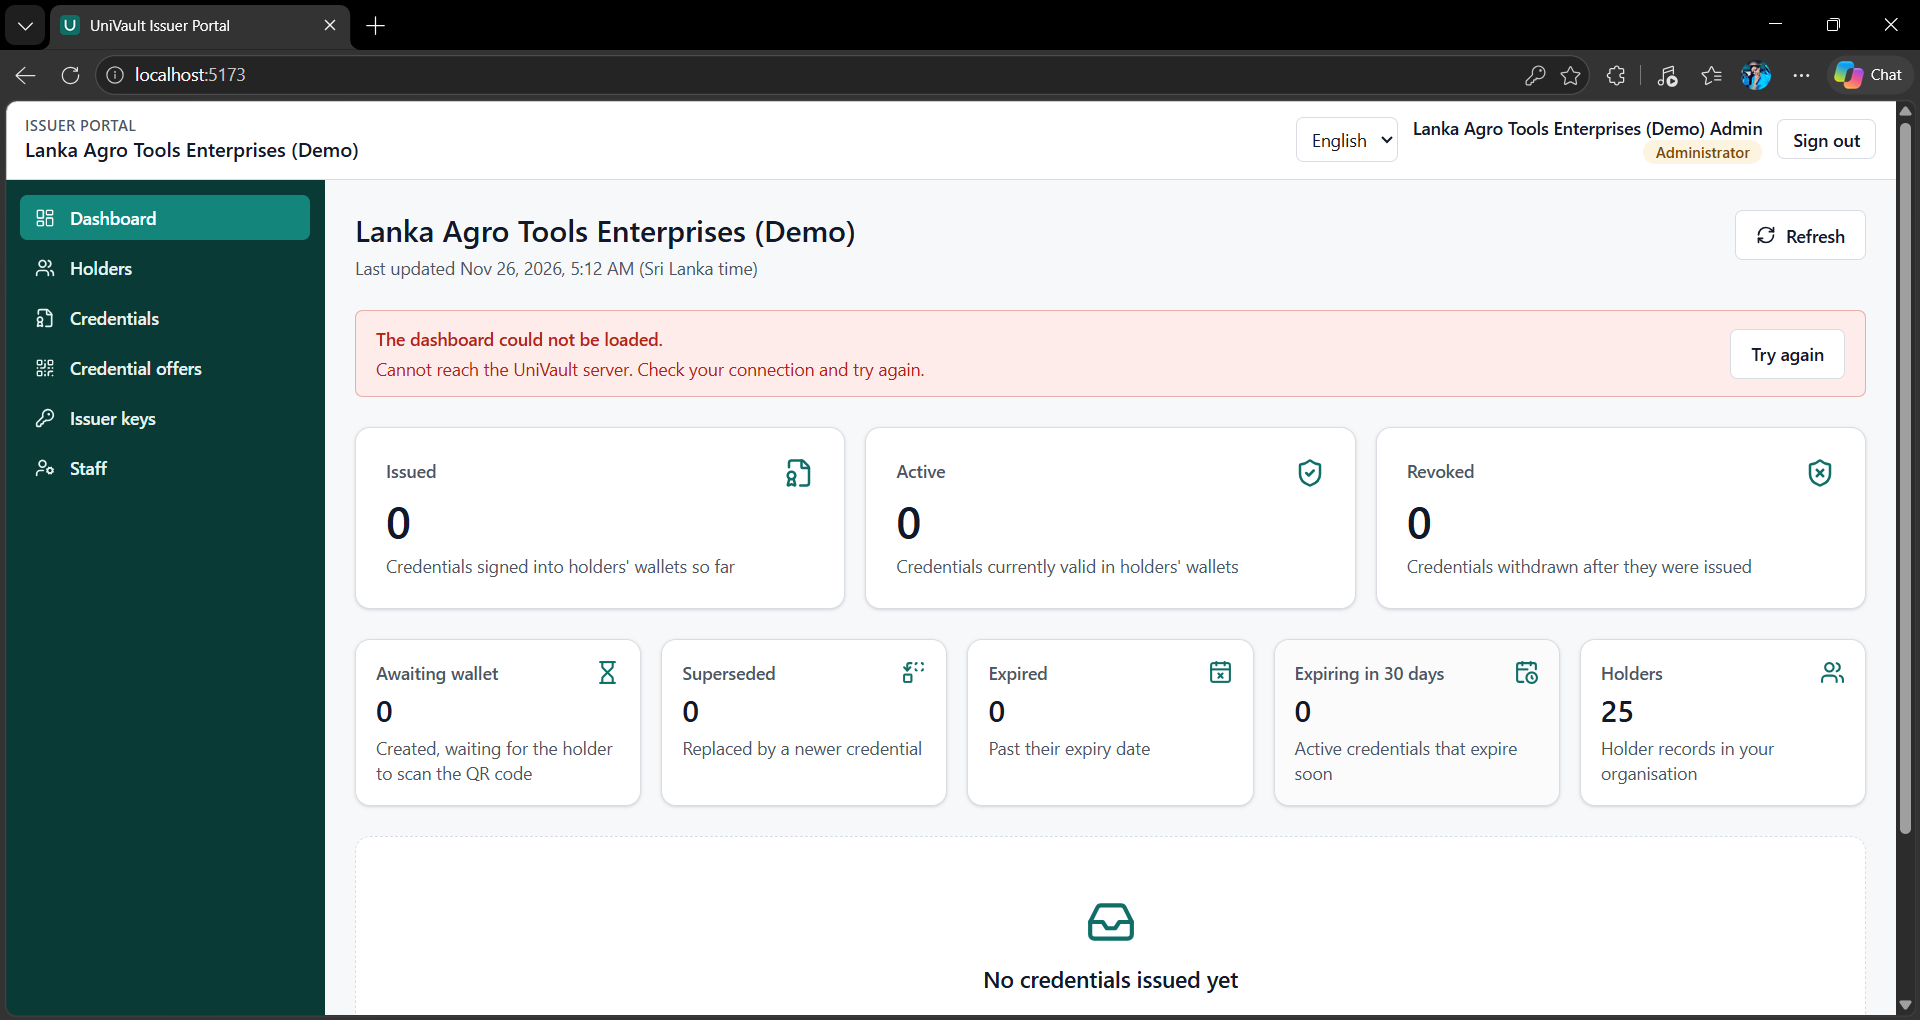 UniVault Issuer Portal
localhost:5173
Chat
ISSUER PORTAL
Lanka Agro Tools Enterprises (Demo)
English
Lanka Agro Tools Enterprises (Demo) Admin
Administrator
Sign out
Dashboard
Holders
Credentials
Credential offers
Issuer keys
Staff
Lanka Agro Tools Enterprises (Demo)
Last updated Nov 26, 2026, 5:12 AM (Sri Lanka time)
Refresh
The dashboard could not be loaded.
Cannot reach the UniVault server. Check your connection and try again.
Try again
Issued
0
Credentials signed into holders' wallets so far
Active
0
Credentials currently valid in holders' wallets
Revoked
0
Credentials withdrawn after they were issued
Awaiting wallet
0
Created, waiting for the holder
to scan the QR code
Superseded
0
Replaced by a newer credential
Expired
0
Past their expiry date
Expiring in 30 days
0
Active credentials that expire
soon
Holders
25
Holder records in your
organisation
No credentials issued yet